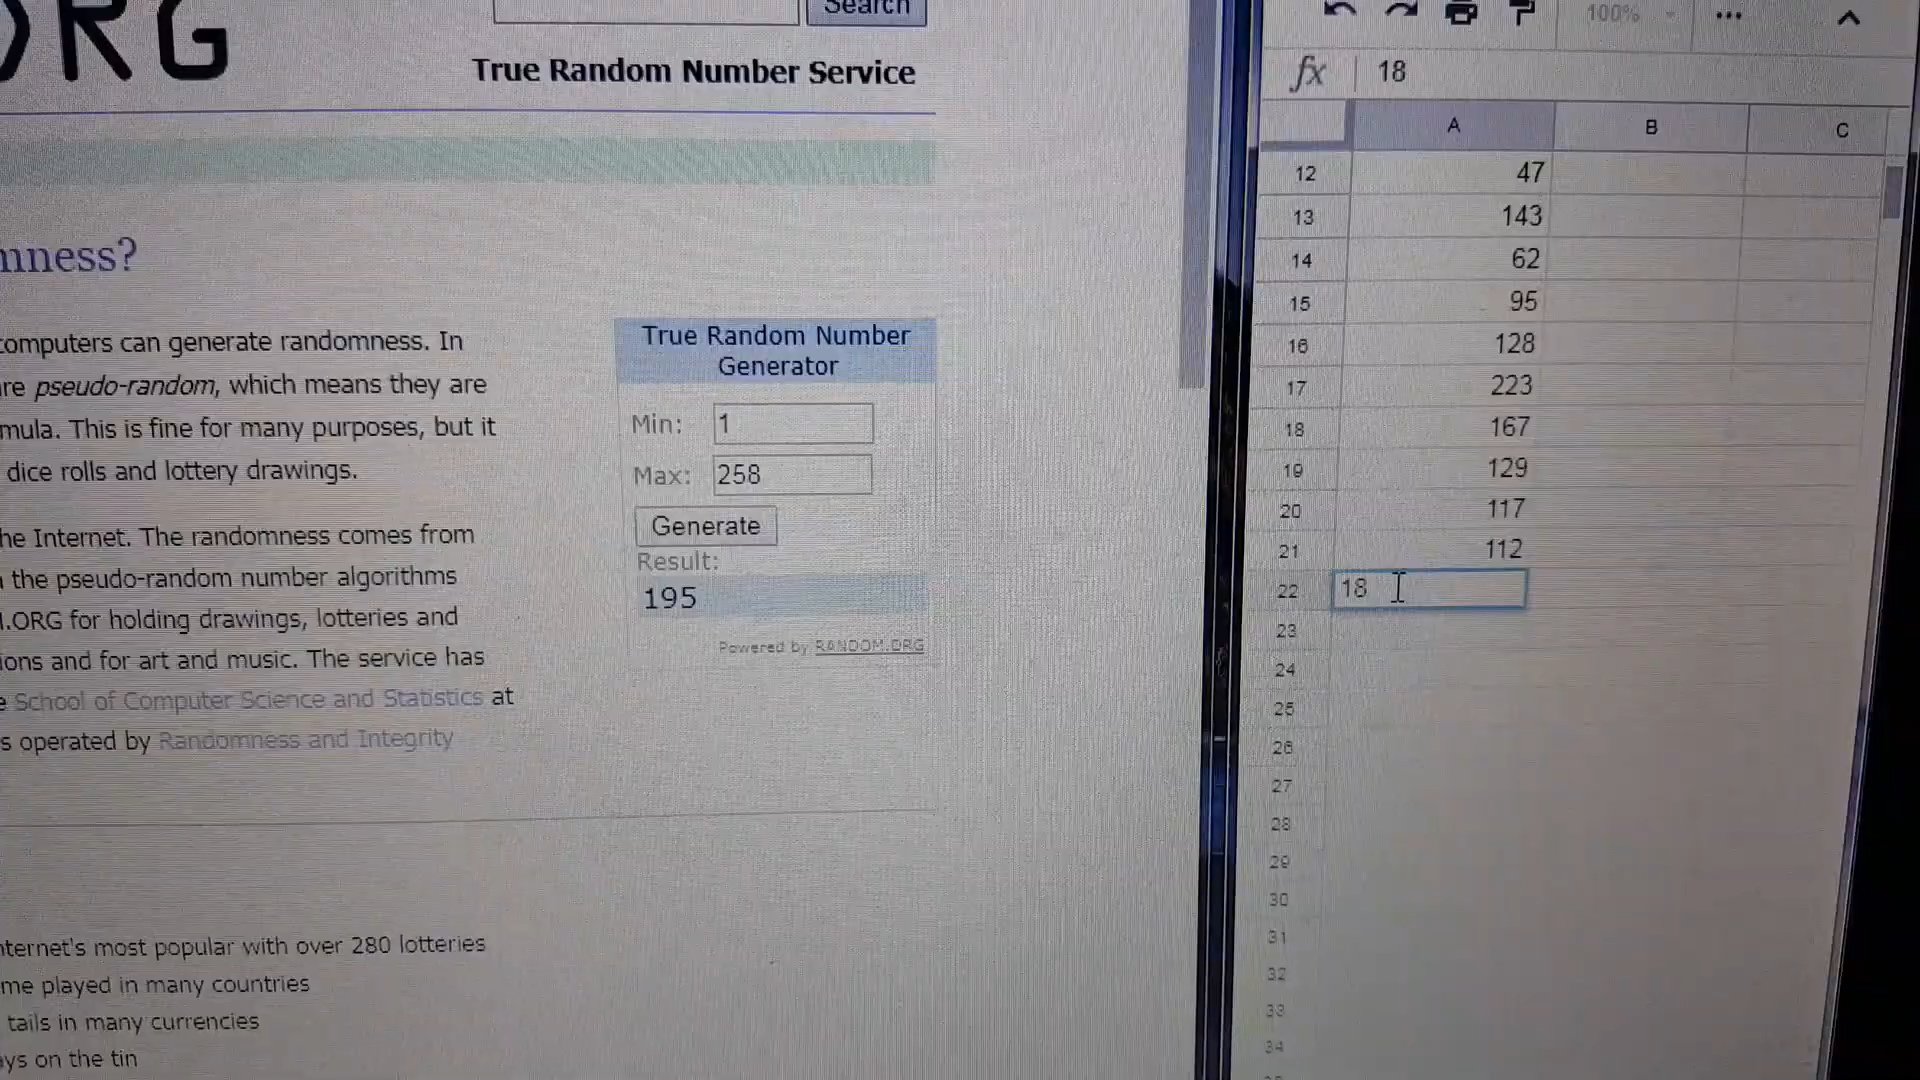 ORG
Search
True Random Number Service
mness?
computers can generate randomness. In
are pseudo-random, which means they are
mula. This is fine for many purposes, but it
dice rolls and lottery drawings.
he Internet. The randomness comes from
the pseudo-random number algorithms
.ORG for holding drawings, lotteries and
ions and for art and music. The service has
School of Computer Science and Statistics at
s operated by Randomness and Integrity
nternet's most popular with over 280 lotteries
me played in many countries
tails in many currencies
ays on the tin
True Random Number
Generator
Min: 1
Max: 258
Generate
Result:
195
Powered by RANDOM.ORG
100%
fx 18
A B C
12 47
13 143
14 62
15 95
16 128
17 223
18 167
19 129
20 117
21 112
22 18
23
24
25
26
27
28
29
30
31
32
33
34